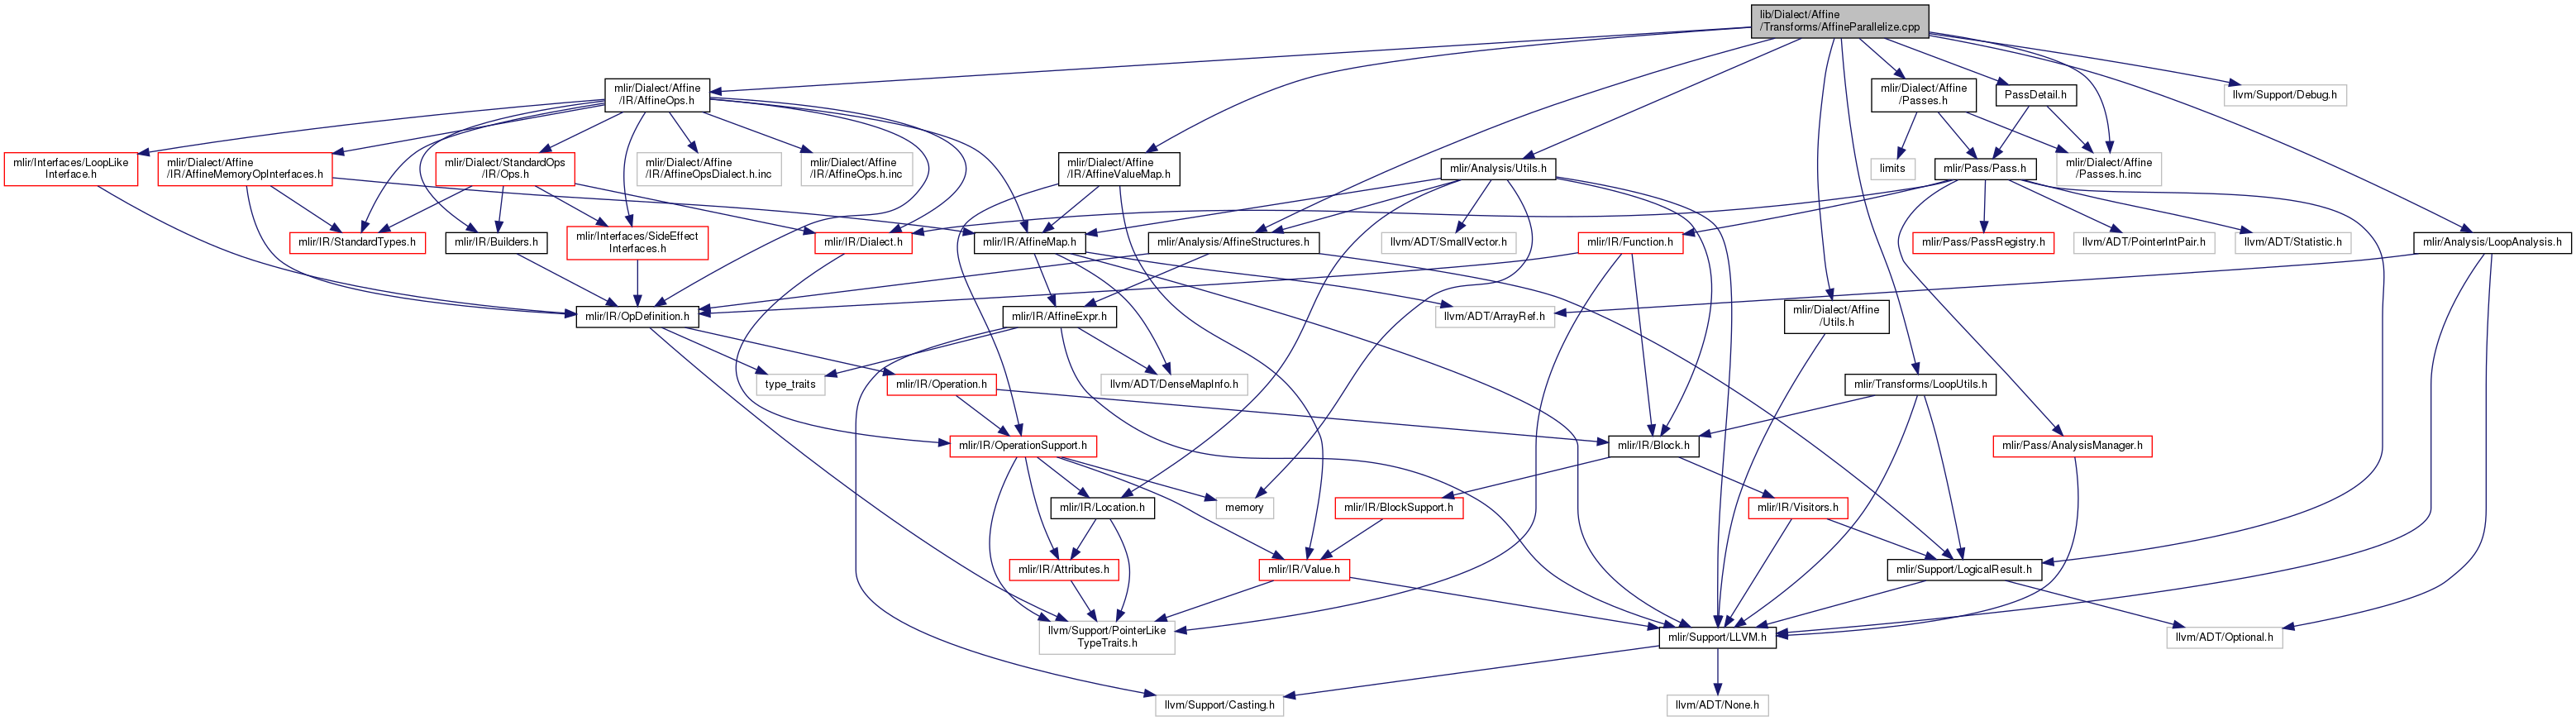 lib/Dialect/Affine
/Transforms/AffineParallelize.cpp
mlir/Dialect/Affine
/IR/AffineOps.h
mlir/Dialect/Affine
/Passes.h
PassDetail.h
llvm/Support/Debug.h
mlir/Interfaces/LoopLike
Interface.h
mlir/Dialect/Affine
/IR/AffineMemoryOpInterfaces.h
mlir/Dialect/StandardOps
/IR/Ops.h
mlir/Dialect/Affine
/IR/AffineOpsDialect.h.inc
mlir/Dialect/Affine
/IR/AffineOps.h.inc
mlir/Dialect/Affine
/IR/AffineValueMap.h
mlir/Analysis/Utils.h
limits
mlir/Pass/Pass.h
mlir/Dialect/Affine
/Passes.h.inc
mlir/IR/StandardTypes.h
mlir/IR/Builders.h
mlir/Interfaces/SideEffect
Interfaces.h
mlir/IR/Dialect.h
mlir/IR/AffineMap.h
mlir/Analysis/AffineStructures.h
llvm/ADT/SmallVector.h
mlir/IR/Function.h
mlir/Pass/PassRegistry.h
llvm/ADT/PointerIntPair.h
llvm/ADT/Statistic.h
mlir/Analysis/LoopAnalysis.h
mlir/IR/OpDefinition.h
mlir/IR/AffineExpr.h
llvm/ADT/ArrayRef.h
mlir/Dialect/Affine
/Utils.h
type_traits
mlir/IR/Operation.h
llvm/ADT/DenseMapInfo.h
mlir/Transforms/LoopUtils.h
mlir/IR/OperationSupport.h
mlir/IR/Block.h
mlir/Pass/AnalysisManager.h
mlir/IR/Location.h
memory
mlir/IR/BlockSupport.h
mlir/IR/Visitors.h
mlir/IR/Attributes.h
mlir/IR/Value.h
mlir/Support/LogicalResult.h
llvm/Support/PointerLike
TypeTraits.h
mlir/Support/LLVM.h
llvm/ADT/Optional.h
llvm/Support/Casting.h
llvm/ADT/None.h